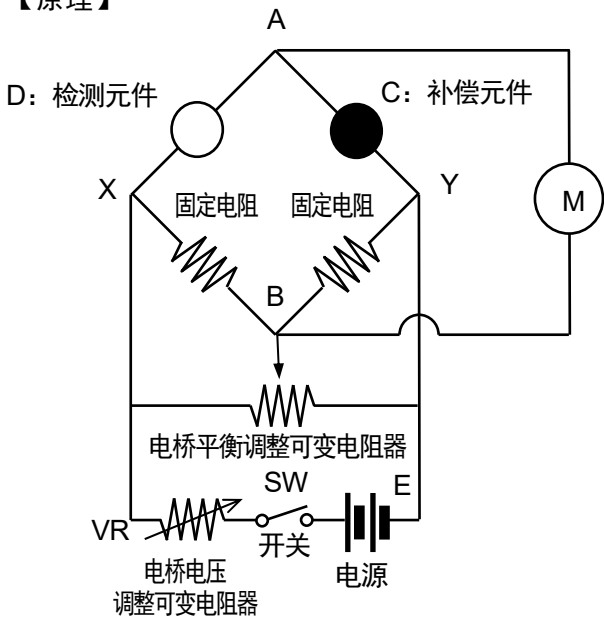 【原理】
A
D：检测元件
C：补偿元件
X
Y
固定电阻
固定电阻
M
B
电桥平衡调整可变电阻器
SW
E
VR
开关
电桥电压
调整可变电阻器
电源